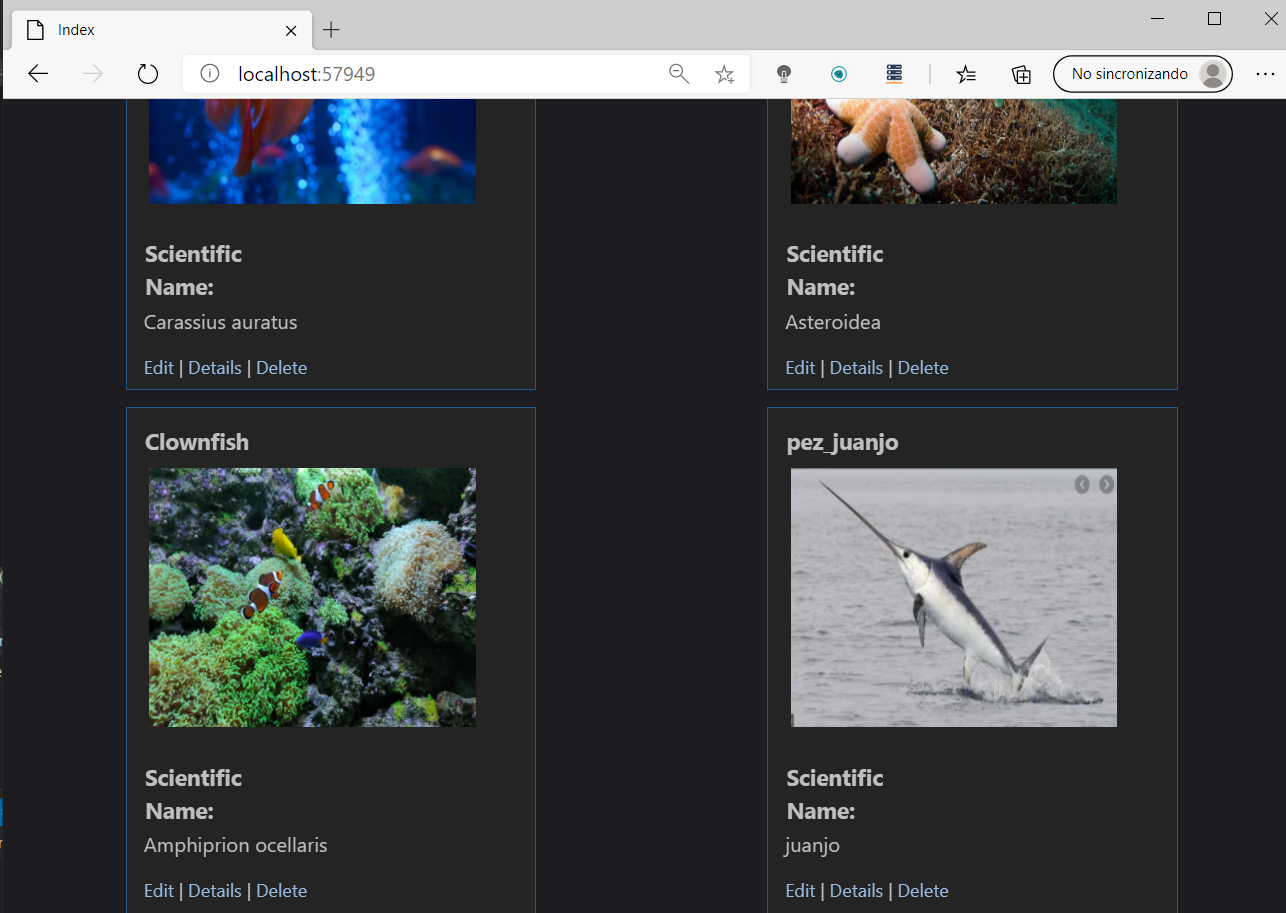 Index
localhost:57949
No sincronizando
Scientific
Name:
Carassius auratus
Edit | Details | Delete
Scientific
Name:
Asteroidea
Edit | Details | Delete
Clownfish
Scientific
Name:
Amphiprion ocellaris
Edit | Details | Delete
pez_juanjo
Scientific
Name:
juanjo
Edit | Details | Delete